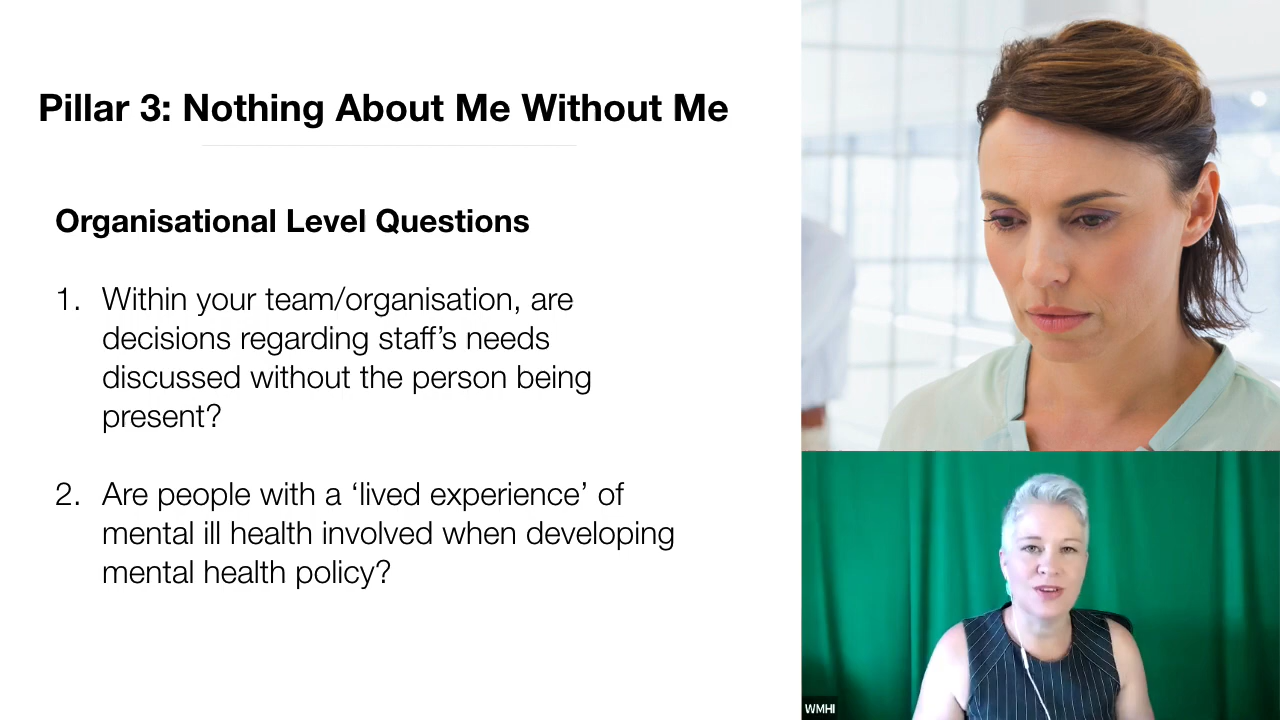 Pillar 3: Nothing About Me Without Me
Organisational Level Questions
1. Within your team/organisation, are
decisions regarding staff’s needs
discussed without the person being
present?
2. Are people with a ‘lived experience’ of
mental ill health involved when developing
mental health policy?
WMHI